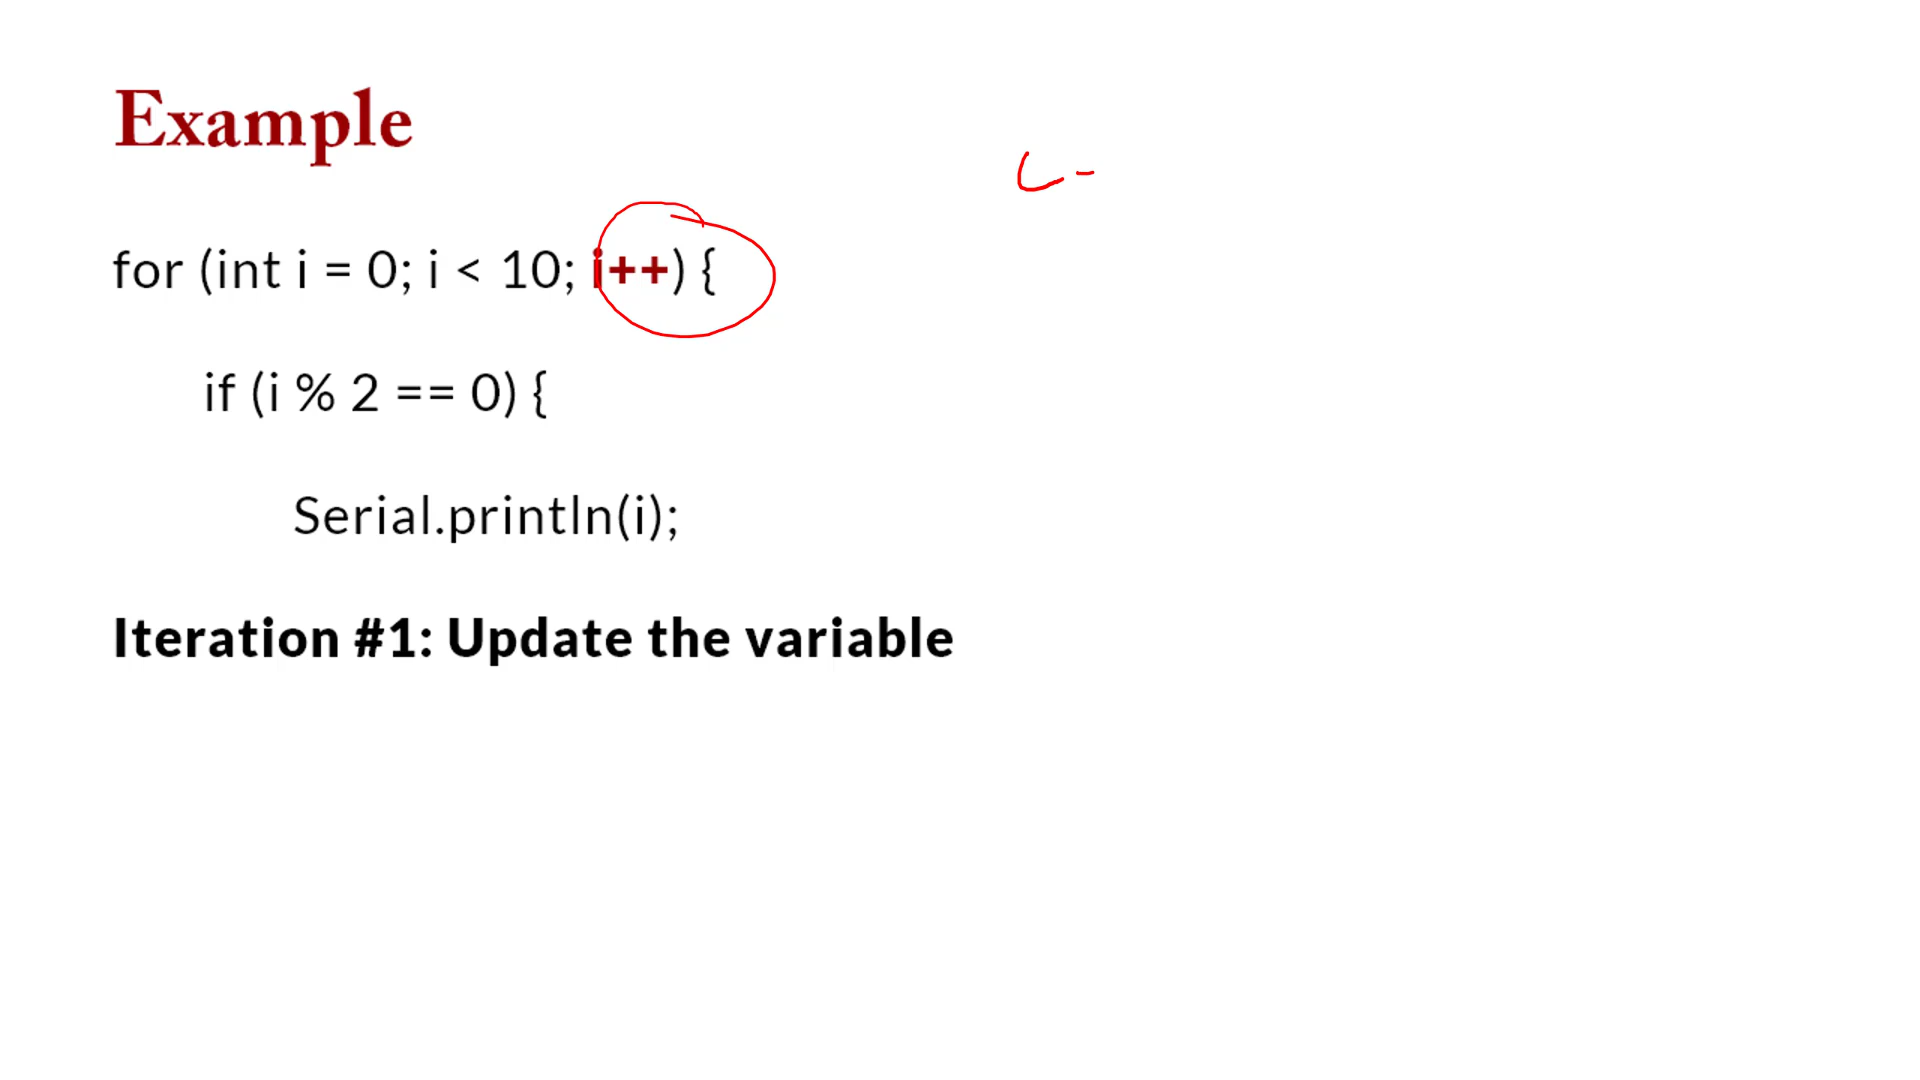 Example
for (int i = 0; i < 10; i++) {
if (i % 2 == 0) {
Serial.println(i);
Iteration #1: Update the variable